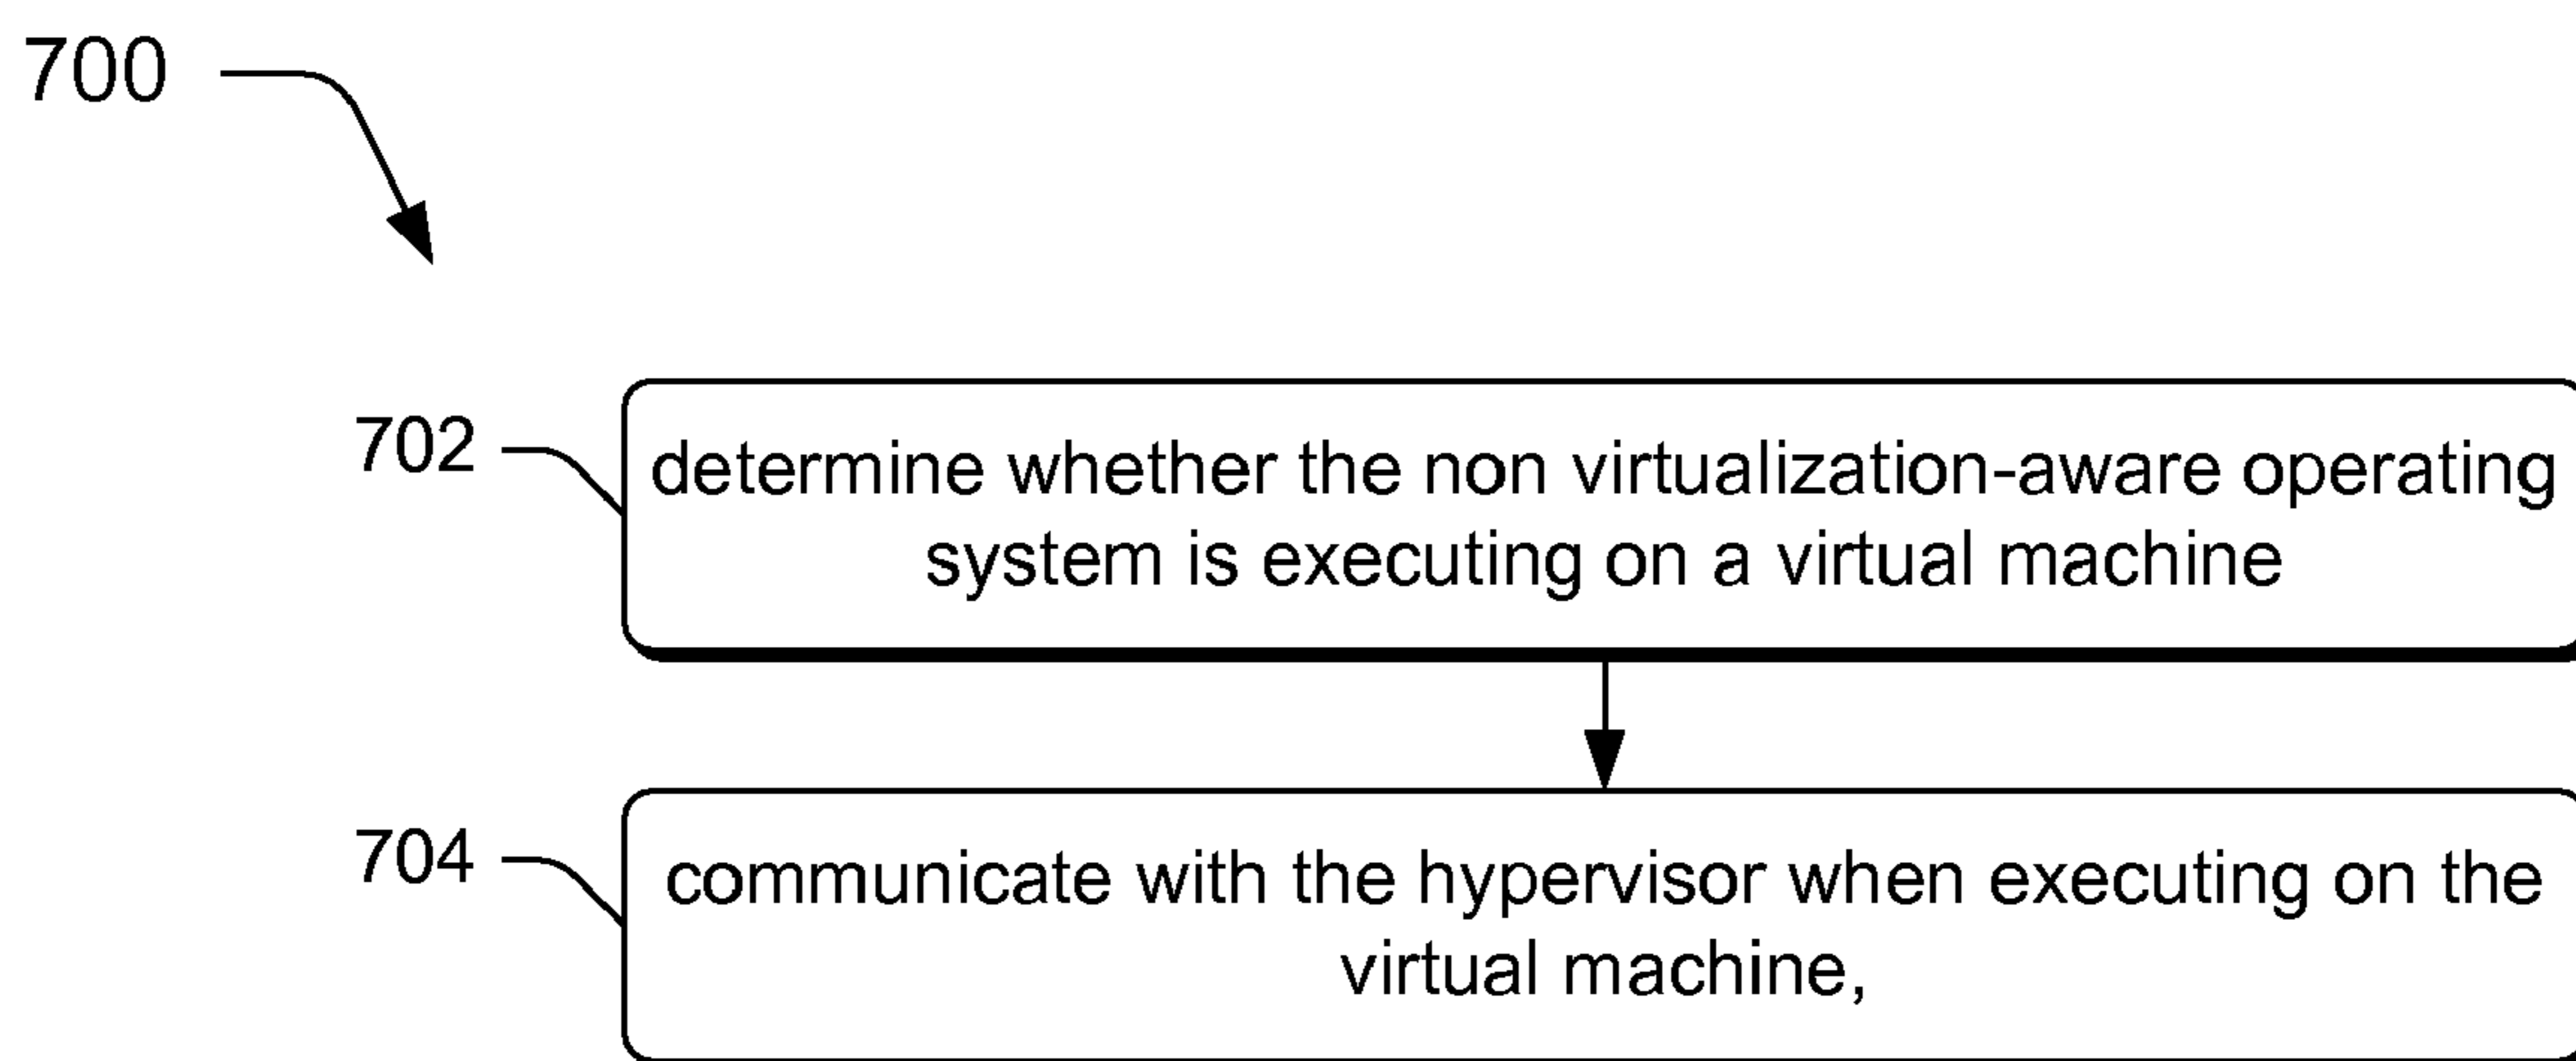 700
702
determine whether the non virtualization-aware operating
system is executing on a virtual machine
704
communicate with the hypervisor when executing on the
virtual machine,